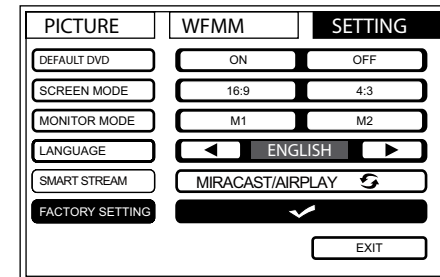 PICTURE WFMM SETTING
DEFAULT DVD ON OFF
SCREEN MODE 16:9 4:3
MONITOR MODE M1 M2
LANGUAGE ENGLISH
SMART STREAM MIRACAST/AIRPLAY
FACTORY SETTING
EXIT